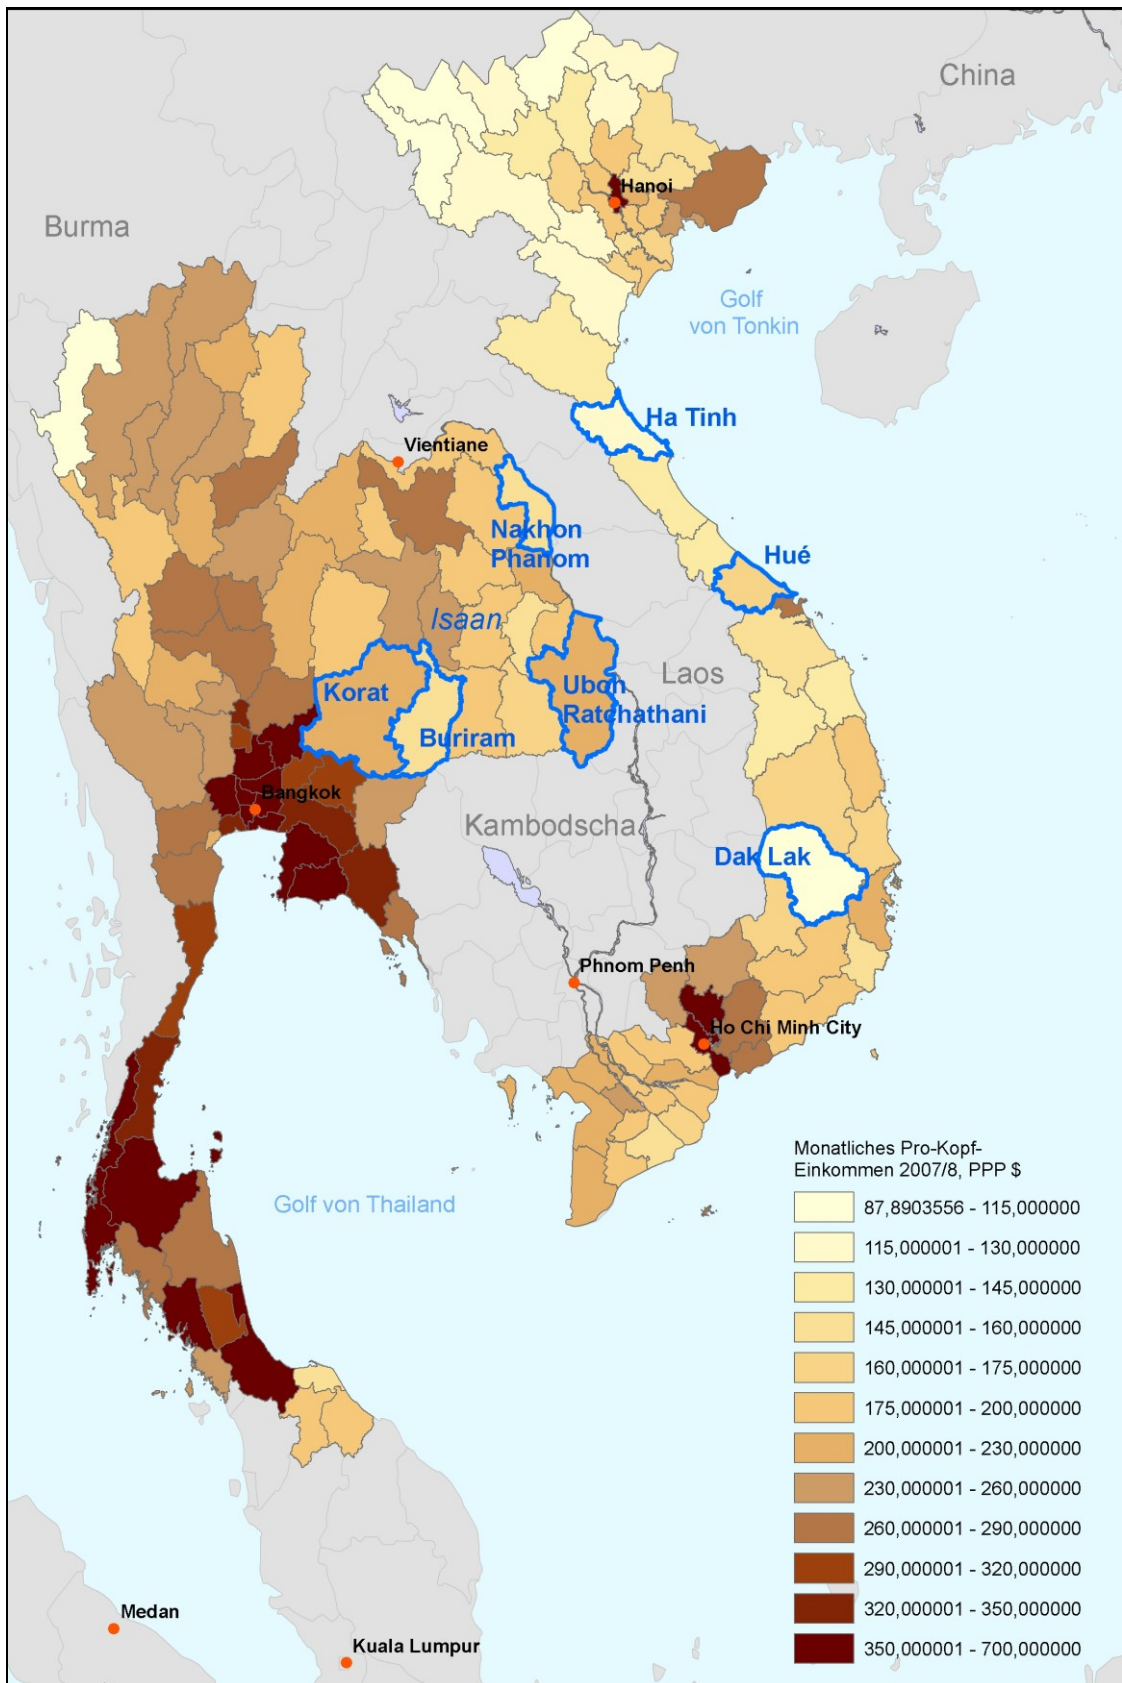 China
Hanoi
Burma
Golf
von Tonkin
Ha Tinh
Vientiane
Nakhon
Phanom
Hué
Isaan
Laos
Korat
Ubon
Ratchathani
Buriram
Bangkok
Kambodscha
Dak Lak
Phnom Penh
Ho Chi Minh City
Golf von Thailand
Monatliches Pro-Kopf-
Einkommen 2007/8, PPP $
87,8903556 - 115,000000
115,000001 - 130,000000
130,000001 - 145,000000
145,000001 - 160,000000
160,000001 - 175,000000
175,000001 - 200,000000
200,000001 - 230,000000
230,000001 - 260,000000
260,000001 - 290,000000
290,000001 - 320,000000
320,000001 - 350,000000
350,000001 - 700,000000
Medan
Kuala Lumpur